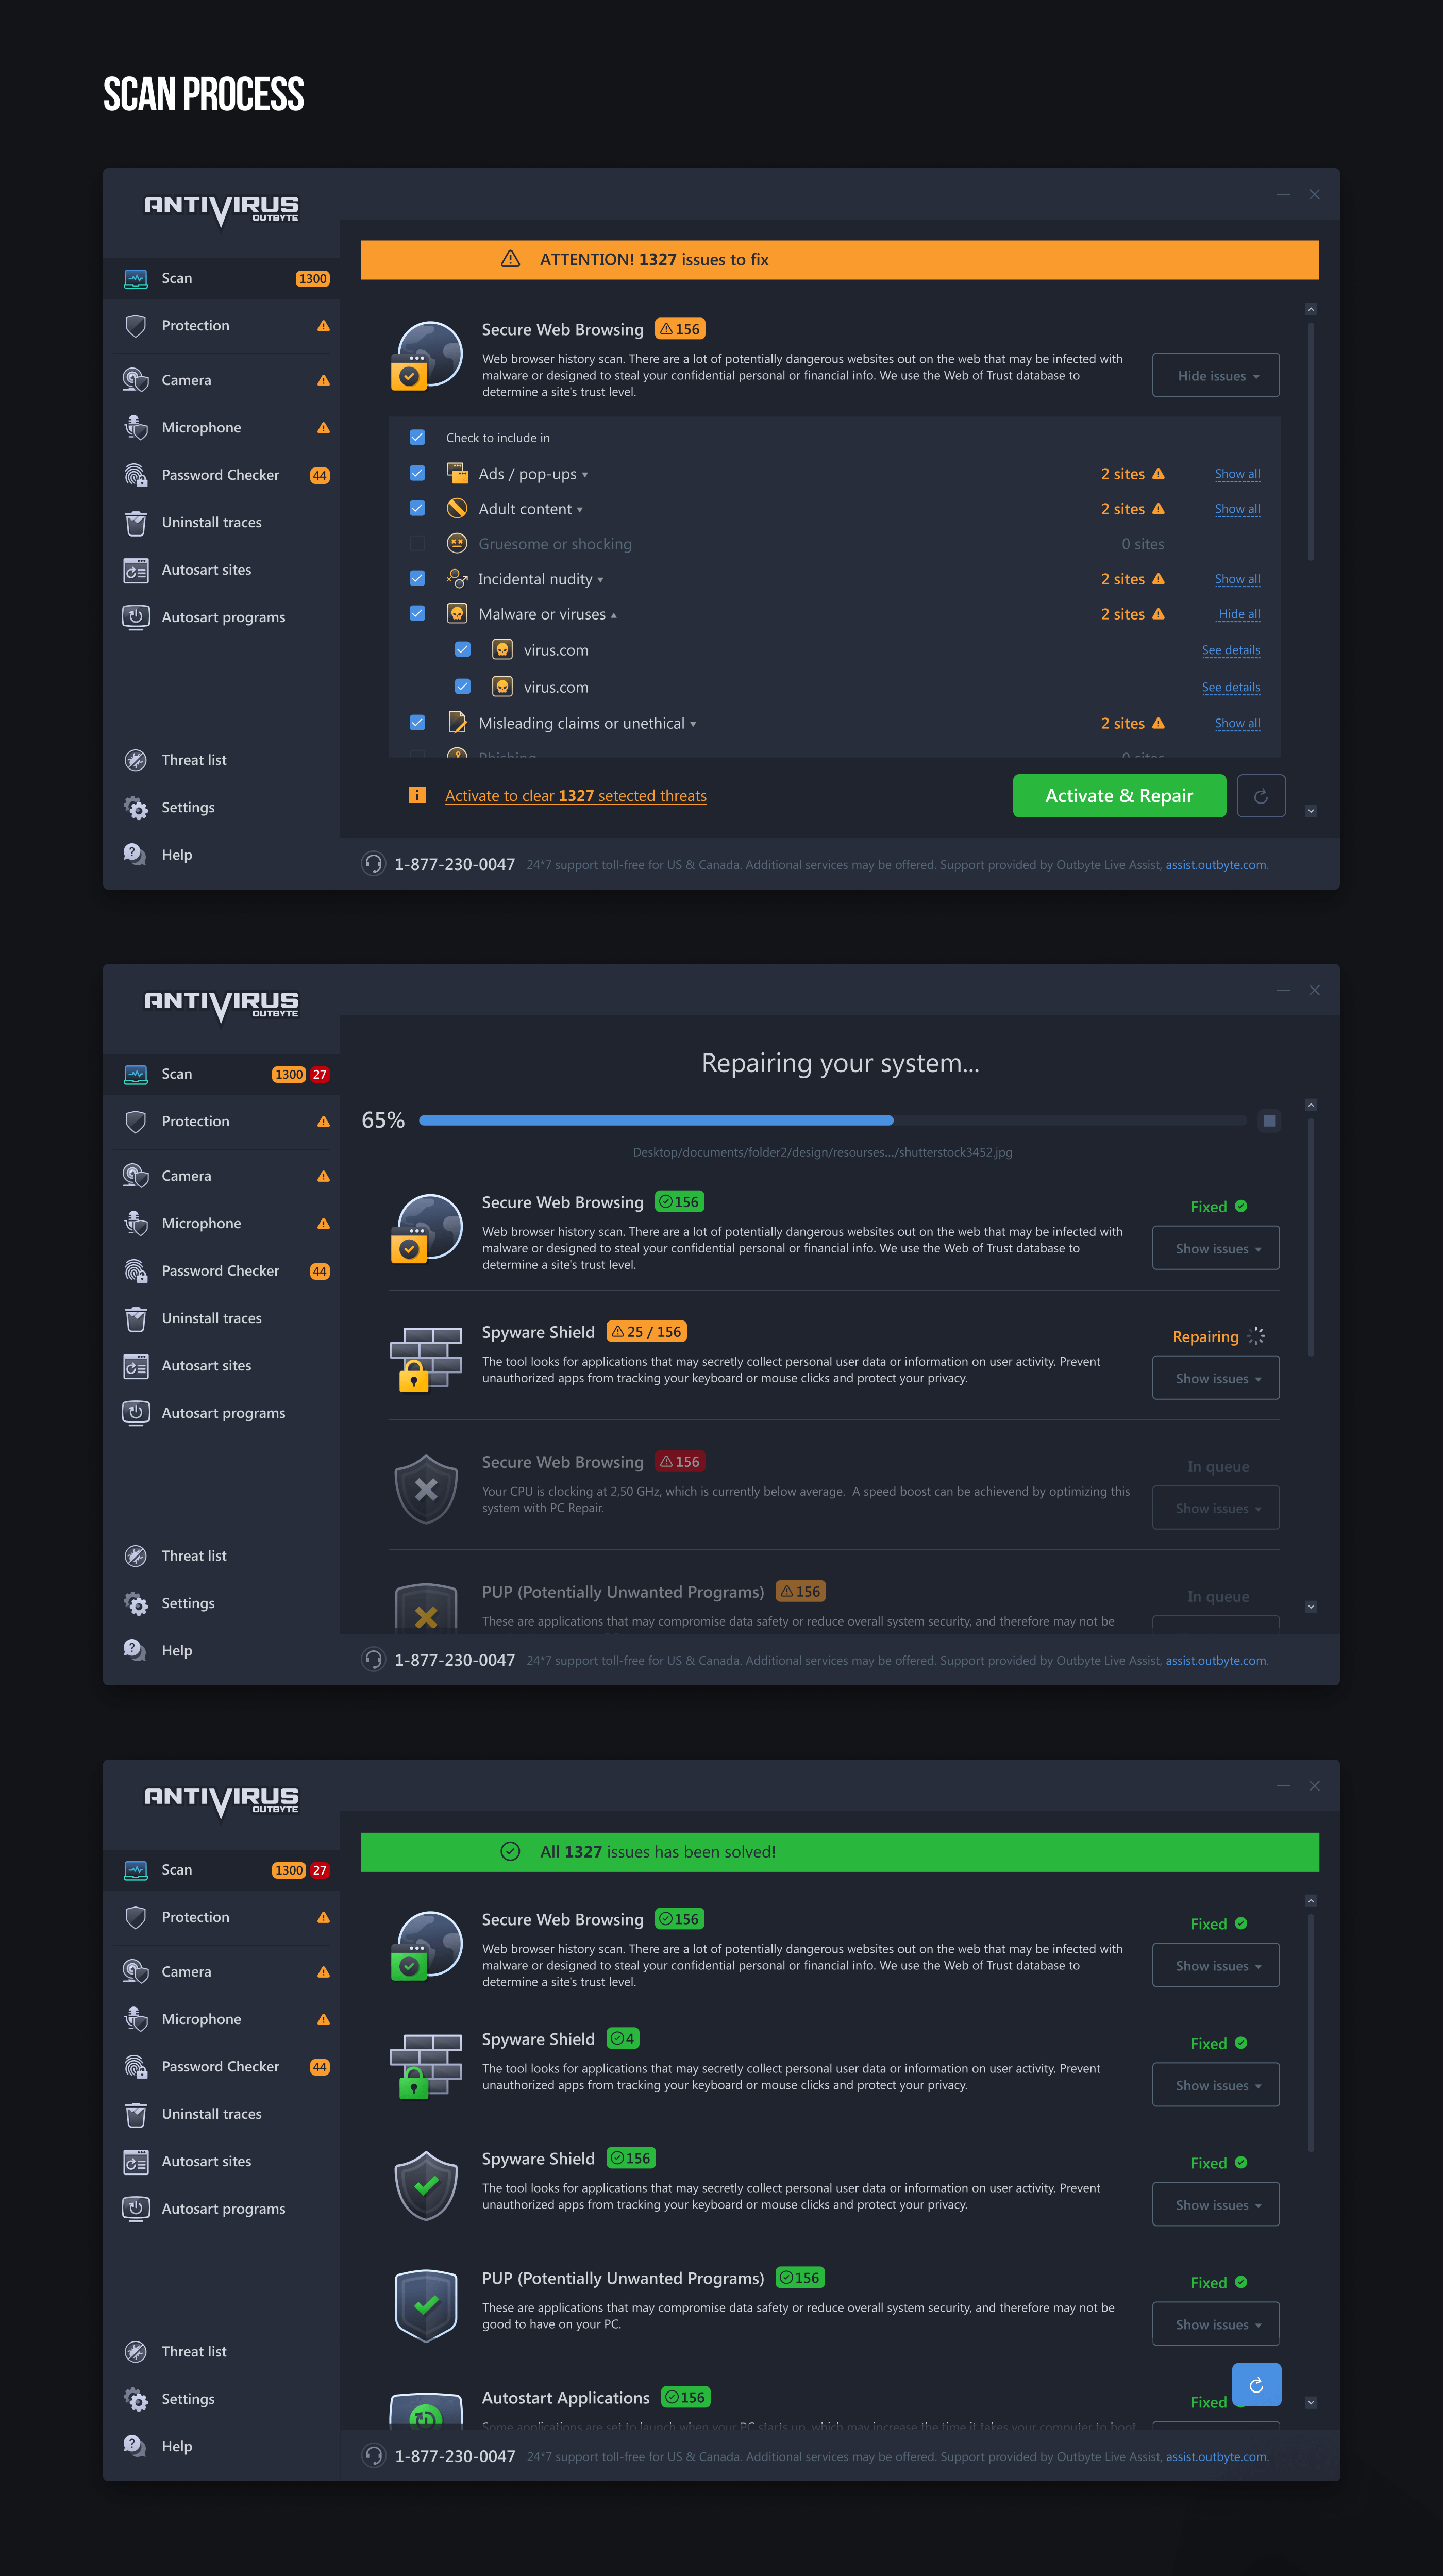 SCAN PROCESS
ANTIVIRUS
OUTBYTE
Scan 1300
Protection
Camera
Microphone
Password Checker 44
Uninstall traces
Autosart sites
Autosart programs
Threat list
Settings
Help
ATTENTION! 1327 issues to fix
Secure Web Browsing 156
Web browser history scan. There are a lot of potentially dangerous websites out on the web that may be infected with
malware or designed to steal your confidential personal or financial info. We use the Web of Trust database to
determine a site's trust level.
Hide issues
Check to include in
Ads / pop-ups 2 sites Show all
Adult content 2 sites Show all
Gruesome or shocking 0 sites
Incidental nudity 2 sites Show all
Malware or viruses 2 sites Hide all
virus.com See details
virus.com See details
Misleading claims or unethical 2 sites Show all
Phishing 0 sites
Activate to clear 1327 selected threats
Activate & Repair
1-877-230-0047 24*7 support toll-free for US & Canada. Additional services may be offered. Support provided by Outbyte Live Assist, assist.outbyte.com.
ANTIVIRUS
OUTBYTE
Scan 1300 27
Protection
Camera
Microphone
Password Checker 44
Uninstall traces
Autosart sites
Autosart programs
Threat list
Settings
Help
Repairing your system...
65%
Desktop/documents/folder2/design/resourses.../shutterstock3452.jpg
Secure Web Browsing 156
Web browser history scan. There are a lot of potentially dangerous websites out on the web that may be infected with
malware or designed to steal your confidential personal or financial info. We use the Web of Trust database to
determine a site's trust level.
Fixed
Show issues
Spyware Shield 25 / 156
The tool looks for applications that may secretly collect personal user data or information on user activity. Prevent
unauthorized apps from tracking your keyboard or mouse clicks and protect your privacy.
Repairing
Show issues
Secure Web Browsing 156
Your CPU is clocking at 2,50 GHz, which is currently below average. A speed boost can be achievend by optimizing this
system with PC Repair.
In queue
Show issues
PUP (Potentially Unwanted Programs) 156
These are applications that may compromise data safety or reduce overall system security, and therefore may not be
In queue
1-877-230-0047 24*7 support toll-free for US & Canada. Additional services may be offered. Support provided by Outbyte Live Assist, assist.outbyte.com.
ANTIVIRUS
OUTBYTE
Scan 1300 27
Protection
Camera
Microphone
Password Checker 44
Uninstall traces
Autosart sites
Autosart programs
Threat list
Settings
Help
All 1327 issues has been solved!
Secure Web Browsing 156
Web browser history scan. There are a lot of potentially dangerous websites out on the web that may be infected with
malware or designed to steal your confidential personal or financial info. We use the Web of Trust database to
determine a site's trust level.
Fixed
Show issues
Spyware Shield 4
The tool looks for applications that may secretly collect personal user data or information on user activity. Prevent
unauthorized apps from tracking your keyboard or mouse clicks and protect your privacy.
Fixed
Show issues
Spyware Shield 156
The tool looks for applications that may secretly collect personal user data or information on user activity. Prevent
unauthorized apps from tracking your keyboard or mouse clicks and protect your privacy.
Fixed
Show issues
PUP (Potentially Unwanted Programs) 156
These are applications that may compromise data safety or reduce overall system security, and therefore may not be
good to have on your PC.
Fixed
Show issues
Autostart Applications 156
Some applications are set to launch when your PC starts up, which may increase the time it takes your computer to boot
Fixed
1-877-230-0047 24*7 support toll-free for US & Canada. Additional services may be offered. Support provided by Outbyte Live Assist, assist.outbyte.com.